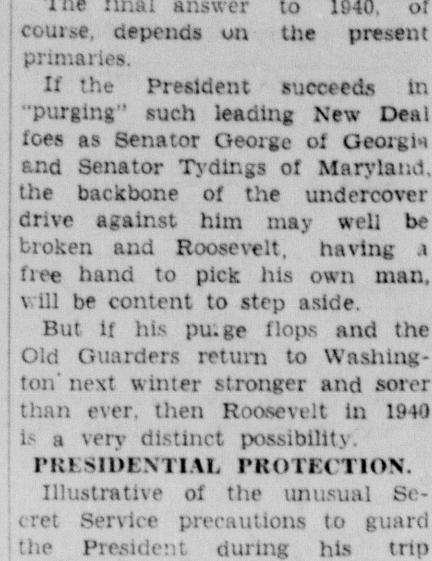 The final answer to 1940, of
course, depends on the present
primaries.
If the President succeeds in
"purging" such leading New Deal
foes as Senator George of Georgia
and Senator Tydings of Maryland,
the backbone of the undercover
drive against him may well be
broken and Roosevelt, having a
free hand to pick his own man,
will be content to step aside.
But if his purge flops and the
Old Guarders return to Washing-
ton next winter stronger and sorer
than ever, then Roosevelt in 1940
is a very distinct possibility.
PRESIDENTIAL PROTECTION.
Illustrative of the unusual Se-
cret Service precautions to guard
the President during his trip